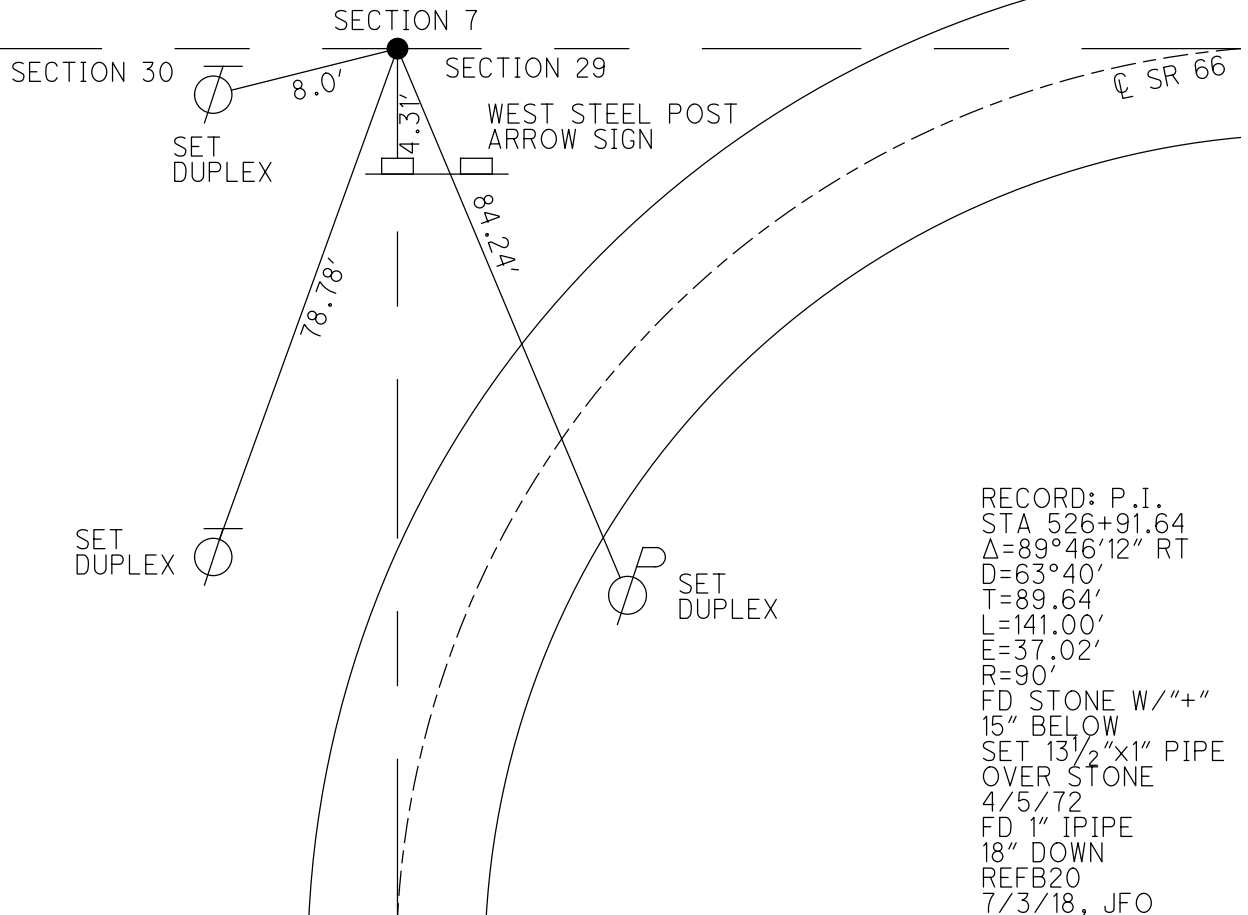 SECTION 7
SECTION 30
SECTION 29
℄ SR 66
8.0'
4.31'
WEST STEEL POST
ARROW SIGN
SET
DUPLEX
84.24'
78.78'
SET
DUPLEX
SET
DUPLEX
RECORD: P.I.
STA 526+91.64
Δ=89°46'12" RT
D=63°40'
T=89.64'
L=141.00'
E=37.02'
R=90'
FD STONE W/"+"
15" BELOW
SET 13½"x1" PIPE
OVER STONE
4/5/72
FD 1" IPIPE
18" DOWN
REFB20
7/3/18, JFO